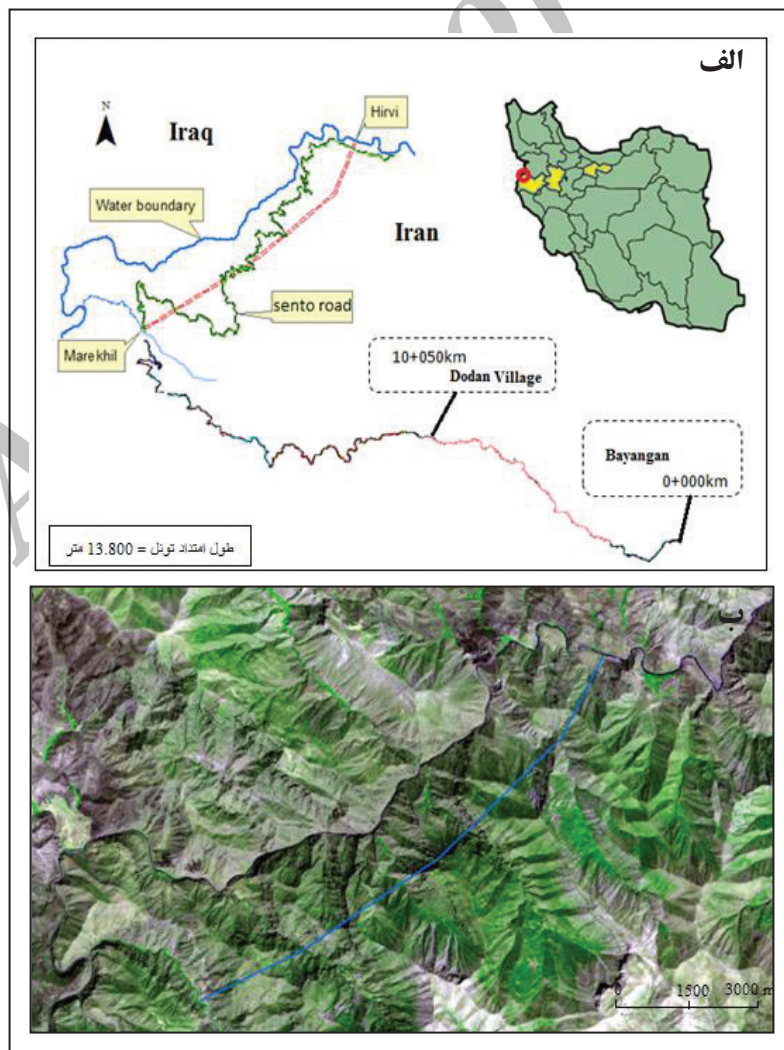 الف
N
Iraq
Hirvi
Water boundary
Iran
sento road
Marekhil
10+050km
Dodan Village
Bayangan
0+000km
طول امتداد تونل = 13.800 متر
ب
0 1500 3000 m